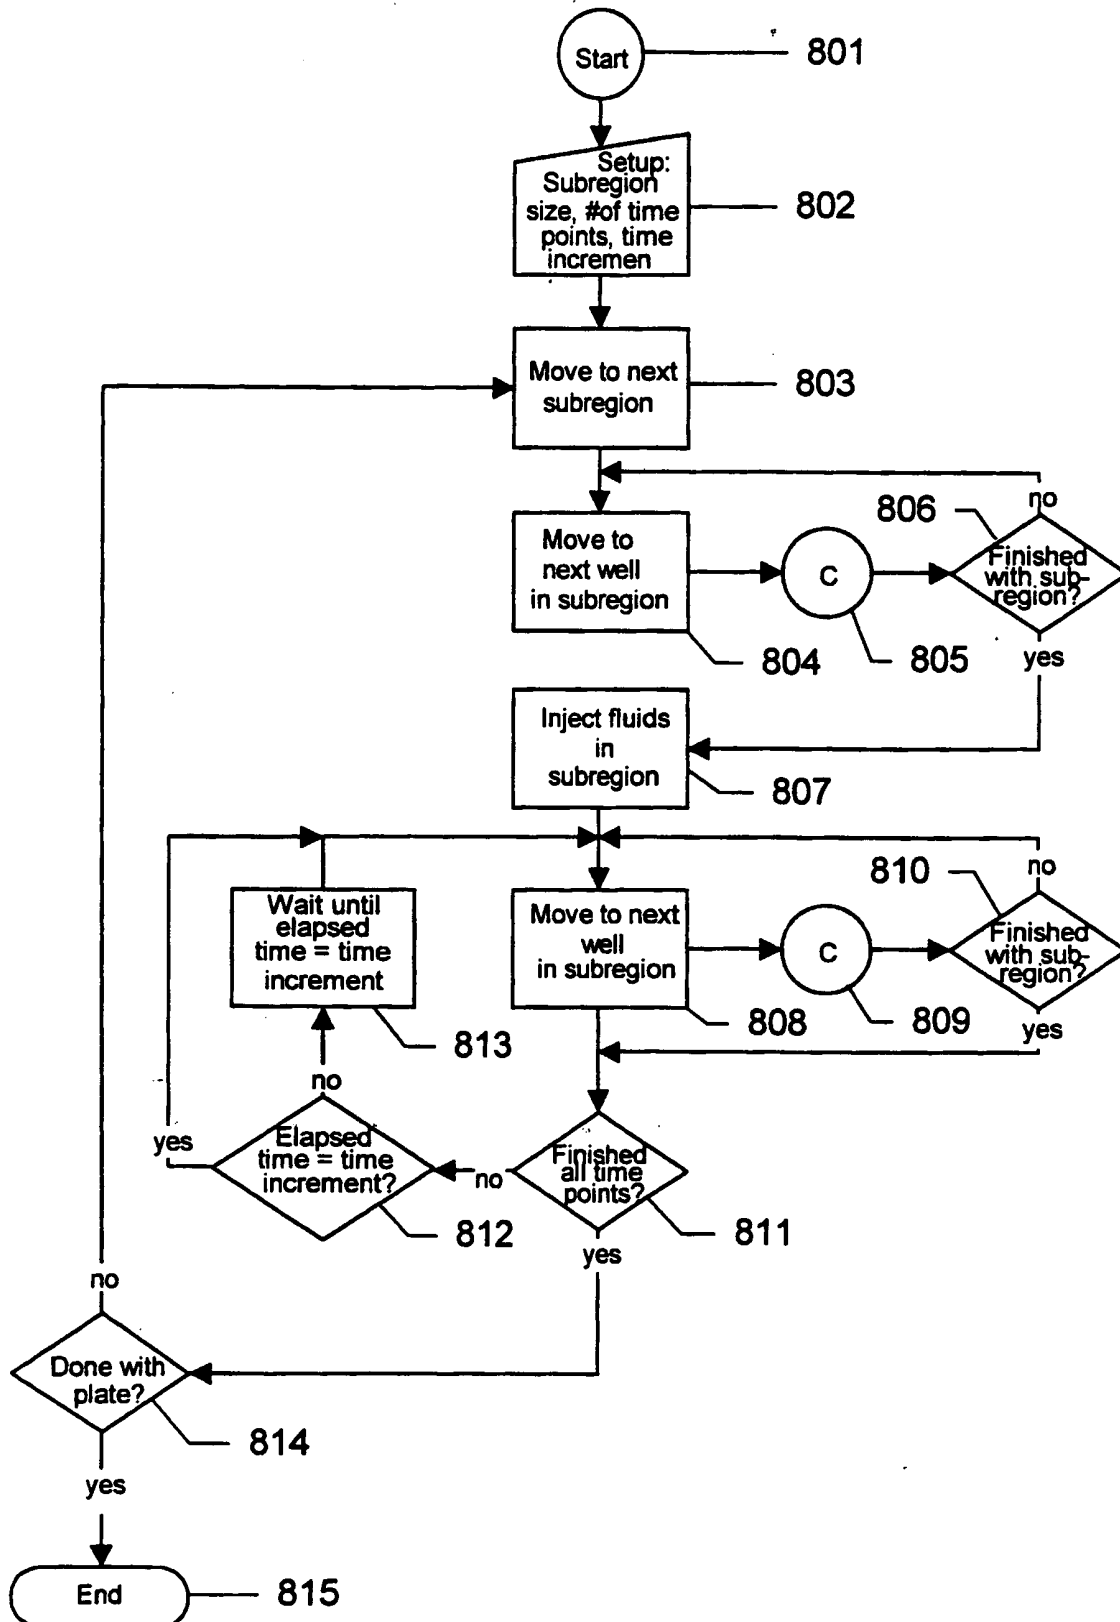 Start
801
Setup:
Subregion
size, #of time
points, time
incremen
802
Move to next
subregion
803
no
806
Move to
next well
in subregion
C
Finished
with sub-
region?
804
805
yes
Inject fluids
in
subregion
807
no
810
Wait until
elapsed
time = time
increment
Move to next
well
in subregion
C
Finished
with sub-
region?
813
808
809
yes
no
yes
Elapsed
time = time
increment?
no
Finished
all time
points?
812
811
yes
no
Done with
plate?
814
yes
End
815